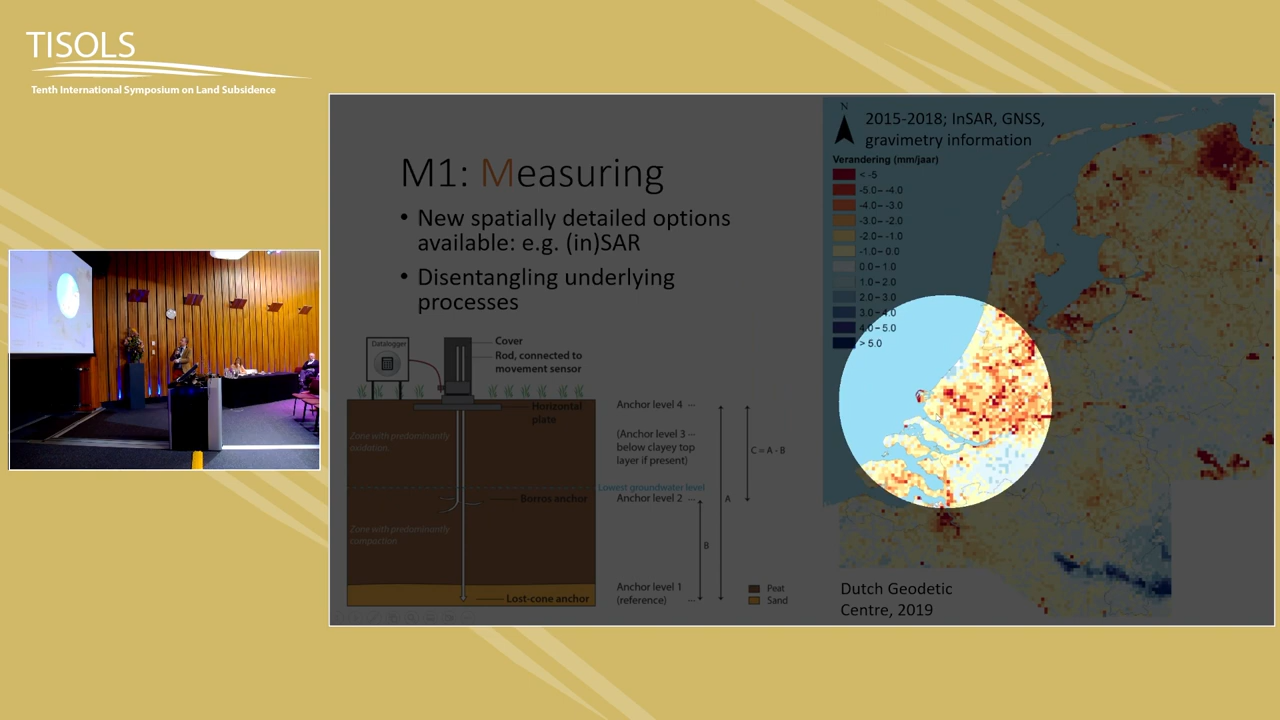 TISOLS
Tenth International Symposium on Land Subsidence
M1: Measuring
• New spatially detailed options
available: e.g. (in)SAR
• Disentangling underlying
processes
Datalogger
Cover
Rod, connected to
movement sensor
Horizontal
plate
Zone with predominantly
oxidation.
Lowest groundwater level
Borros anchor
Zone with predominantly
compaction.
Lost-cone anchor
Anchor level 4
(Anchor level 3
below clayey top
layer if present)
Anchor level 2
Anchor level 1
(reference)
C = A - B
A
B
Peat
Sand
N
2015-2018; InSAR, GNSS,
gravimetry information
Verandering (mm/jaar)
< -5
-5.0– -4.0
-4.0– -3.0
-3.0– -2.0
-2.0– -1.0
-1.0– 0.0
0.0 – 1.0
1.0 – 2.0
2.0 – 3.0
3.0 – 4.0
4.0 – 5.0
> 5.0
Dutch Geodetic
Centre, 2019